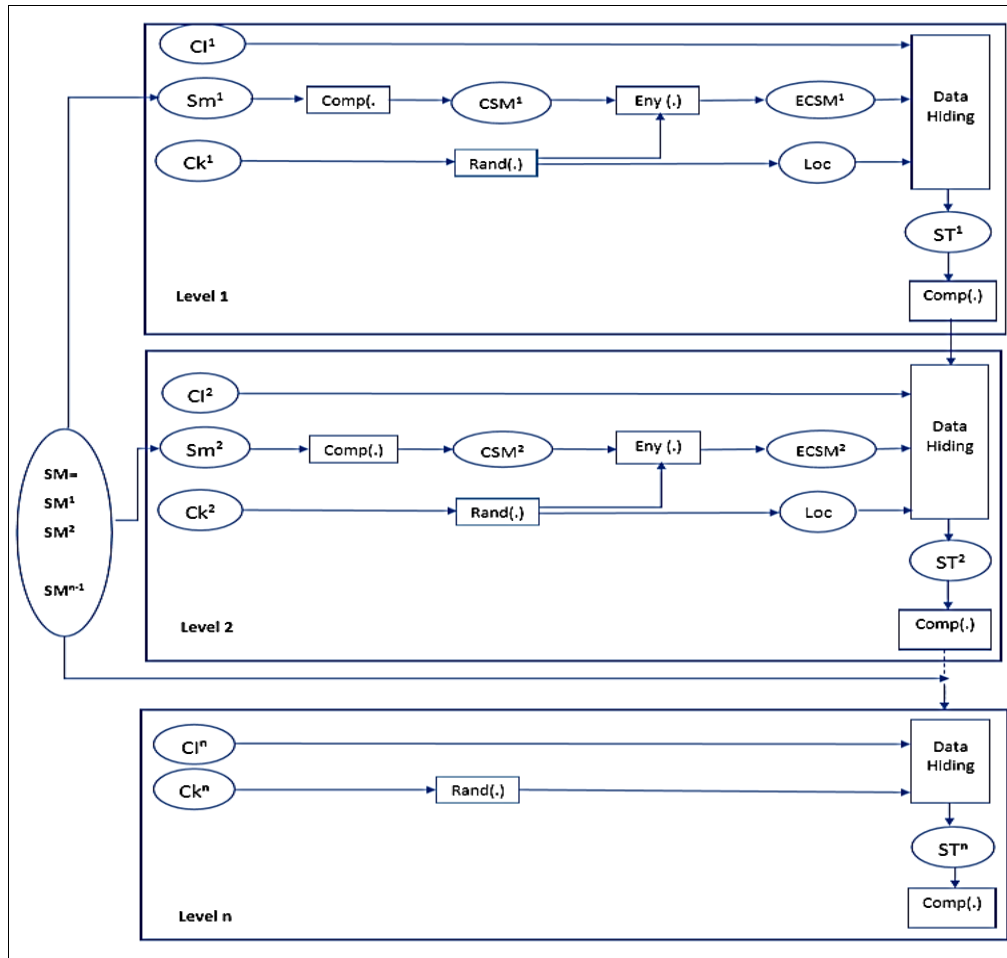 CI¹
Sm¹
Comp(.
CSM¹
Eny (.)
ECSM¹
Data
Hiding
Ck¹
Rand(.)
Loc
ST¹
Comp(.)
Level 1
CI²
Sm²
Comp(.)
CSM²
Eny (.)
ECSM²
Data
Hiding
Ck²
Rand(.)
Loc
ST²
Comp(.)
Level 2
SM=
SM¹
SM²
SMⁿ⁻¹
CIⁿ
Ckⁿ
Rand(.)
Data
Hiding
STⁿ
Comp(.)
Level n